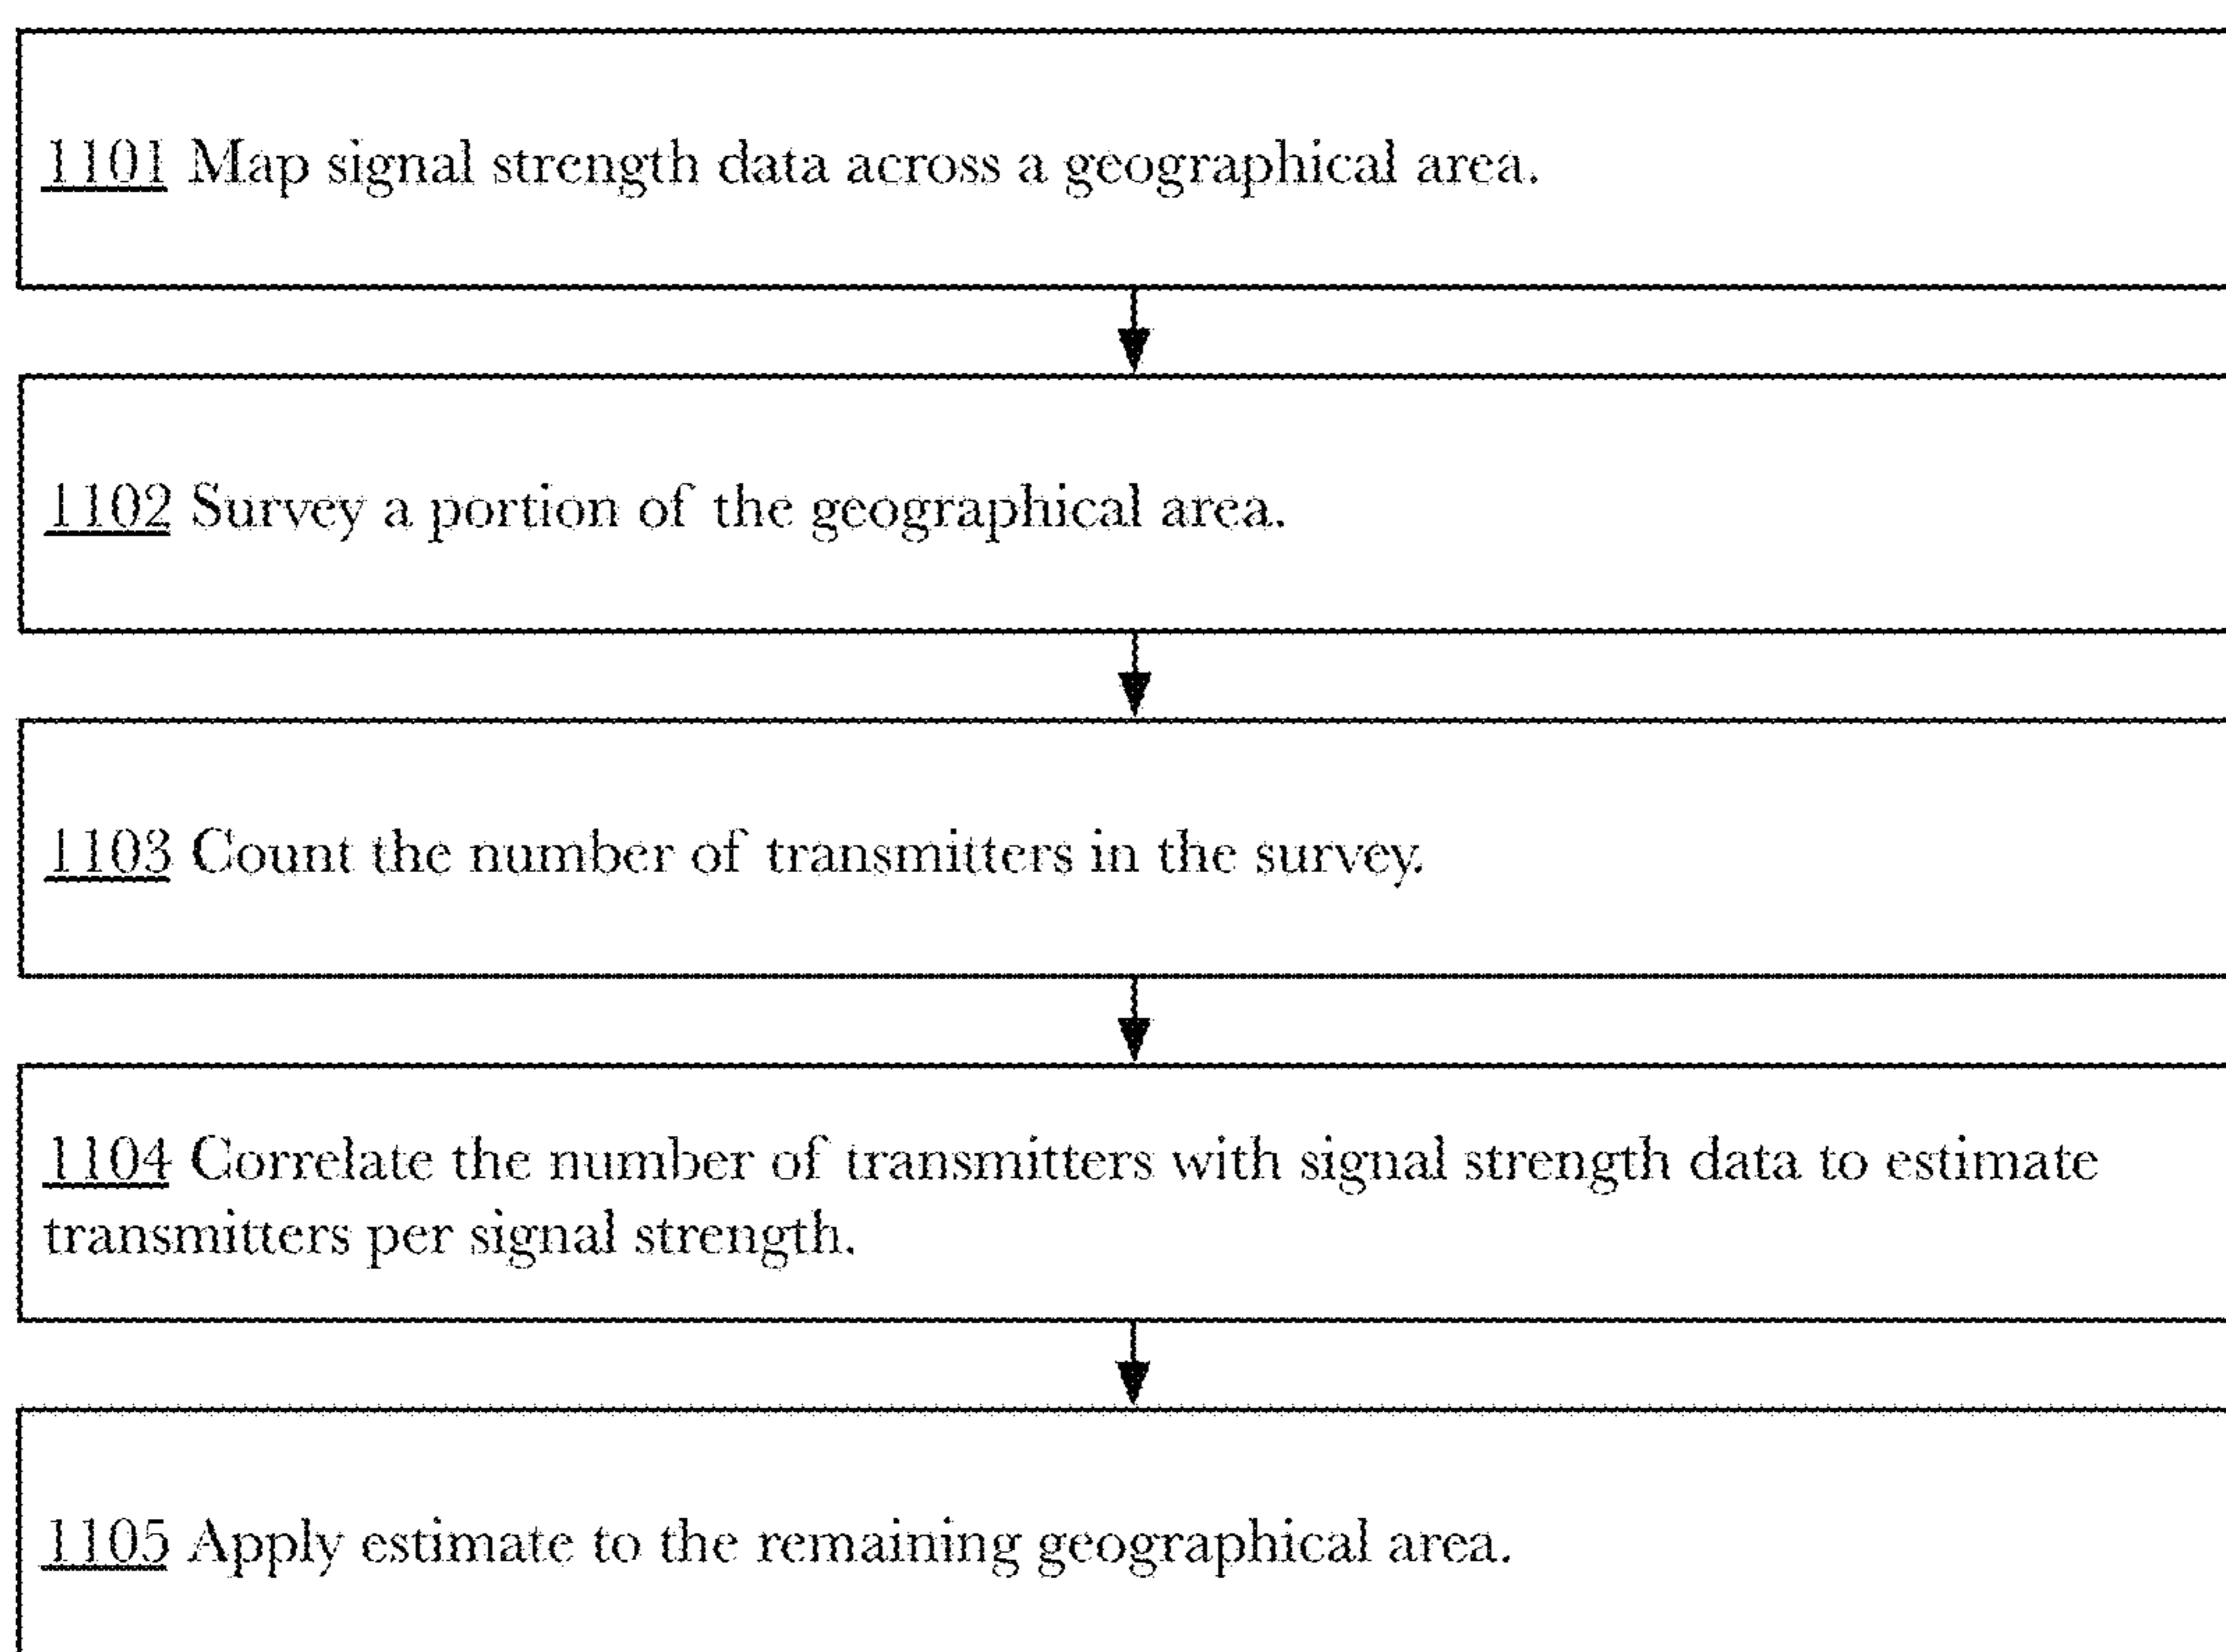 1101 Map signal strength data across a geographical area.
1102 Survey a portion of the geographical area.
1103 Count the number of transmitters in the survey.
1104 Correlate the number of transmitters with signal strength data to estimate
transmitters per signal strength.
1105 Apply estimate to the remaining geographical area.